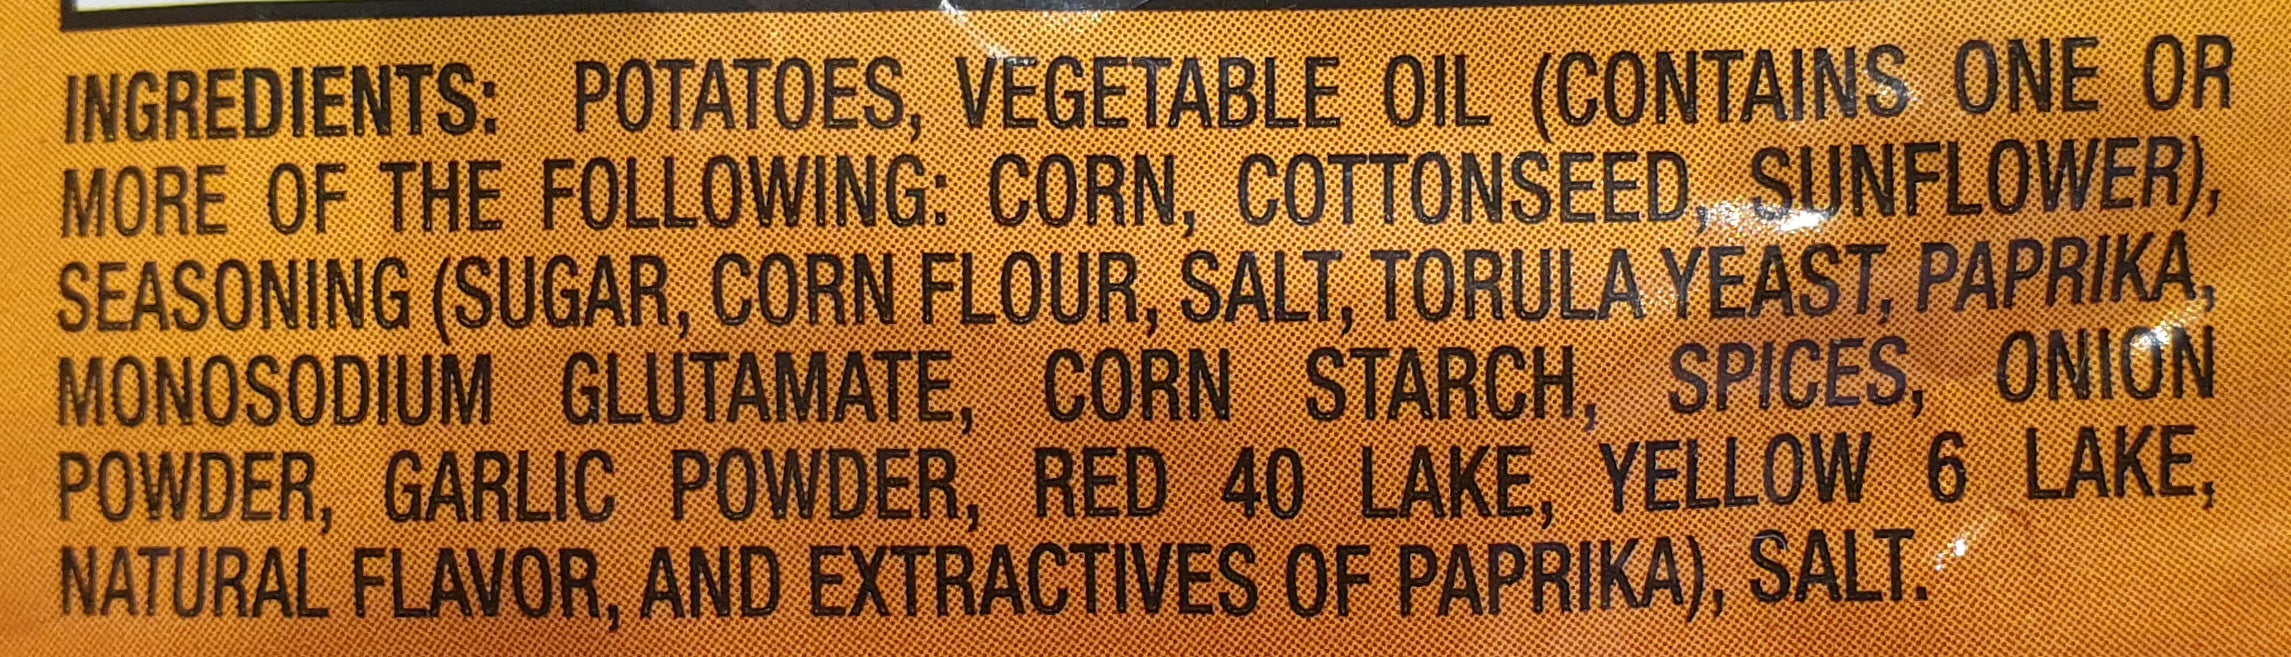 INGREDIENTS: POTATOES, VEGETABLE OIL (CONTAINS ONE OR
MORE OF THE FOLLOWING: CORN, COTTONSEED, SUNFLOWER),
SEASONING (SUGAR, CORN FLOUR, SALT, TORULA YEAST, PAPRIKA,
MONOSODIUM GLUTAMATE, CORN STARCH, SPICES, ONION
POWDER, GARLIC POWDER, RED 40 LAKE, YELLOW 6 LAKE,
NATURAL FLAVOR, AND EXTRACTIVES OF PAPRIKA), SALT.